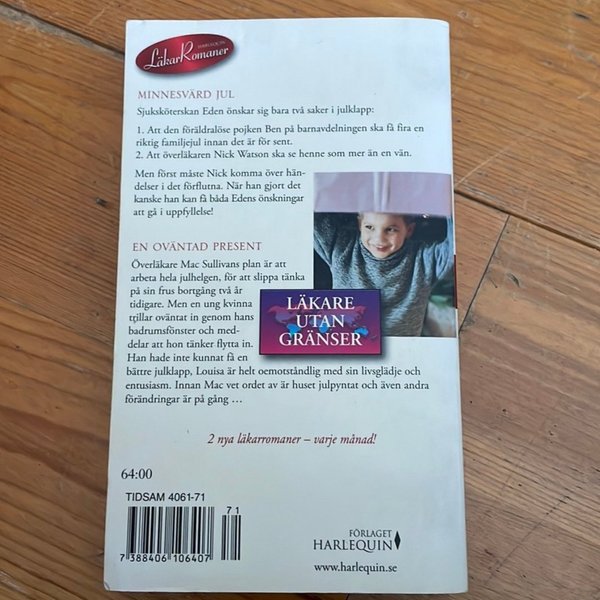 HARLEQUIN
LäkarRomaner
MINNESVÄRD JUL
Sjuksköterskan Eden önskar sig bara två saker i julklapp:
1. Att den föräldralöse pojken Ben på barnavdelningen ska få fira en
riktig familjejul innan det är för sent.
2. Att överläkaren Nick Watson ska se henne som mer än en vän.
Men först måste Nick komma över hän-
delser i det förflutna. När han gjort det
kanske han kan få båda Edens önskningar
att gå i uppfyllelse!
EN OVÄNTAD PRESENT
Överläkare Mac Sullivans plan är att
arbeta hela julhelgen, för att slippa tänka
på sin frus bortgång två år
tidigare. Men en ung kvinna
trillar oväntat in genom hans
badrumsfönster och med-
delar att hon tänker flytta in.
Han hade inte kunnat få en
bättre julklapp, Louisa är helt oemotståndlig med sin livsglädje och
entusiasm. Innan Mac vet ordet av är huset julpyntat och även andra
förändringar är på gång …
LÄKARE
UTAN
GRÄNSER
2 nya läkarromaner – varje månad!
64:00
TIDSAM 4061-71
71
7 388406 106407
FÖRLAGET
HARLEQUIN
www.harlequin.se